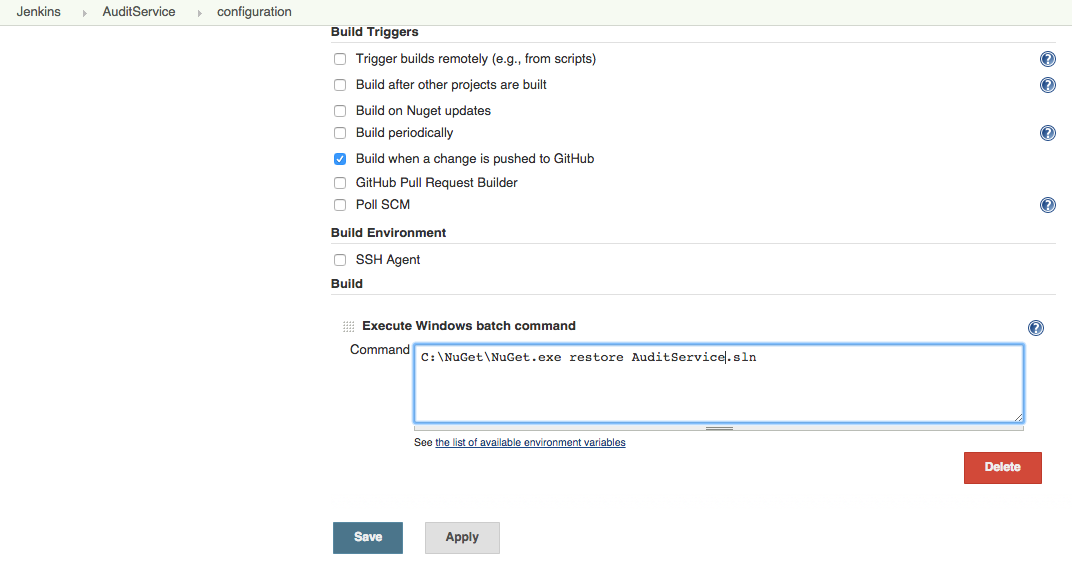 Jenkins AuditService configuration
Build Triggers
Trigger builds remotely (e.g., from scripts)
Build after other projects are built
Build on Nuget updates
Build periodically
Build when a change is pushed to GitHub
GitHub Pull Request Builder
Poll SCM
Build Environment
SSH Agent
Build
Execute Windows batch command
Command C:\NuGet\NuGet.exe restore AuditService.sln
See the list of available environment variables
Delete
Save Apply